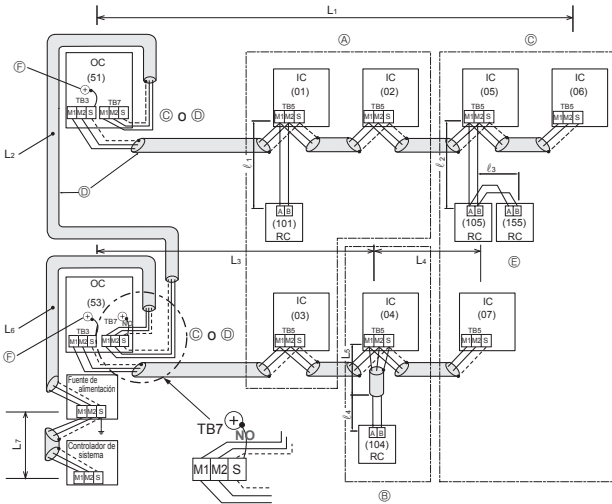 L1
Ⓐ
Ⓒ
OC
(51)
Ⓕ
TB3 TB7
M1 M2 S M1 M2 S
Ⓒ o Ⓓ
IC
(01)
TB5
M1 M2 S
IC
(02)
TB5
M1 M2 S
IC
(05)
TB5
M1 M2 S
IC
(06)
M1 M2 S
L2
Ⓓ
ℓ1
ℓ2
ℓ3
A B
(101)
RC
A B
(105)
RC
A B
(155)
RC
Ⓔ
L3
L4
OC
(53)
Ⓕ
TB3 TB7
NO
M1 M2 S M1 M2 S
Ⓒ o Ⓓ
IC
(03)
TB5
M1 M2 S
IC
(04)
TB5
M1 M2 S
IC
(07)
TB5
M1 M2 S
L6
L5
ℓ4
Fuente de
alimentación
M1 M2 S
L7
Controlador de
sistema
M1 M2 S
TB7
NO
M1 M2 S
A B
(104)
RC
Ⓑ